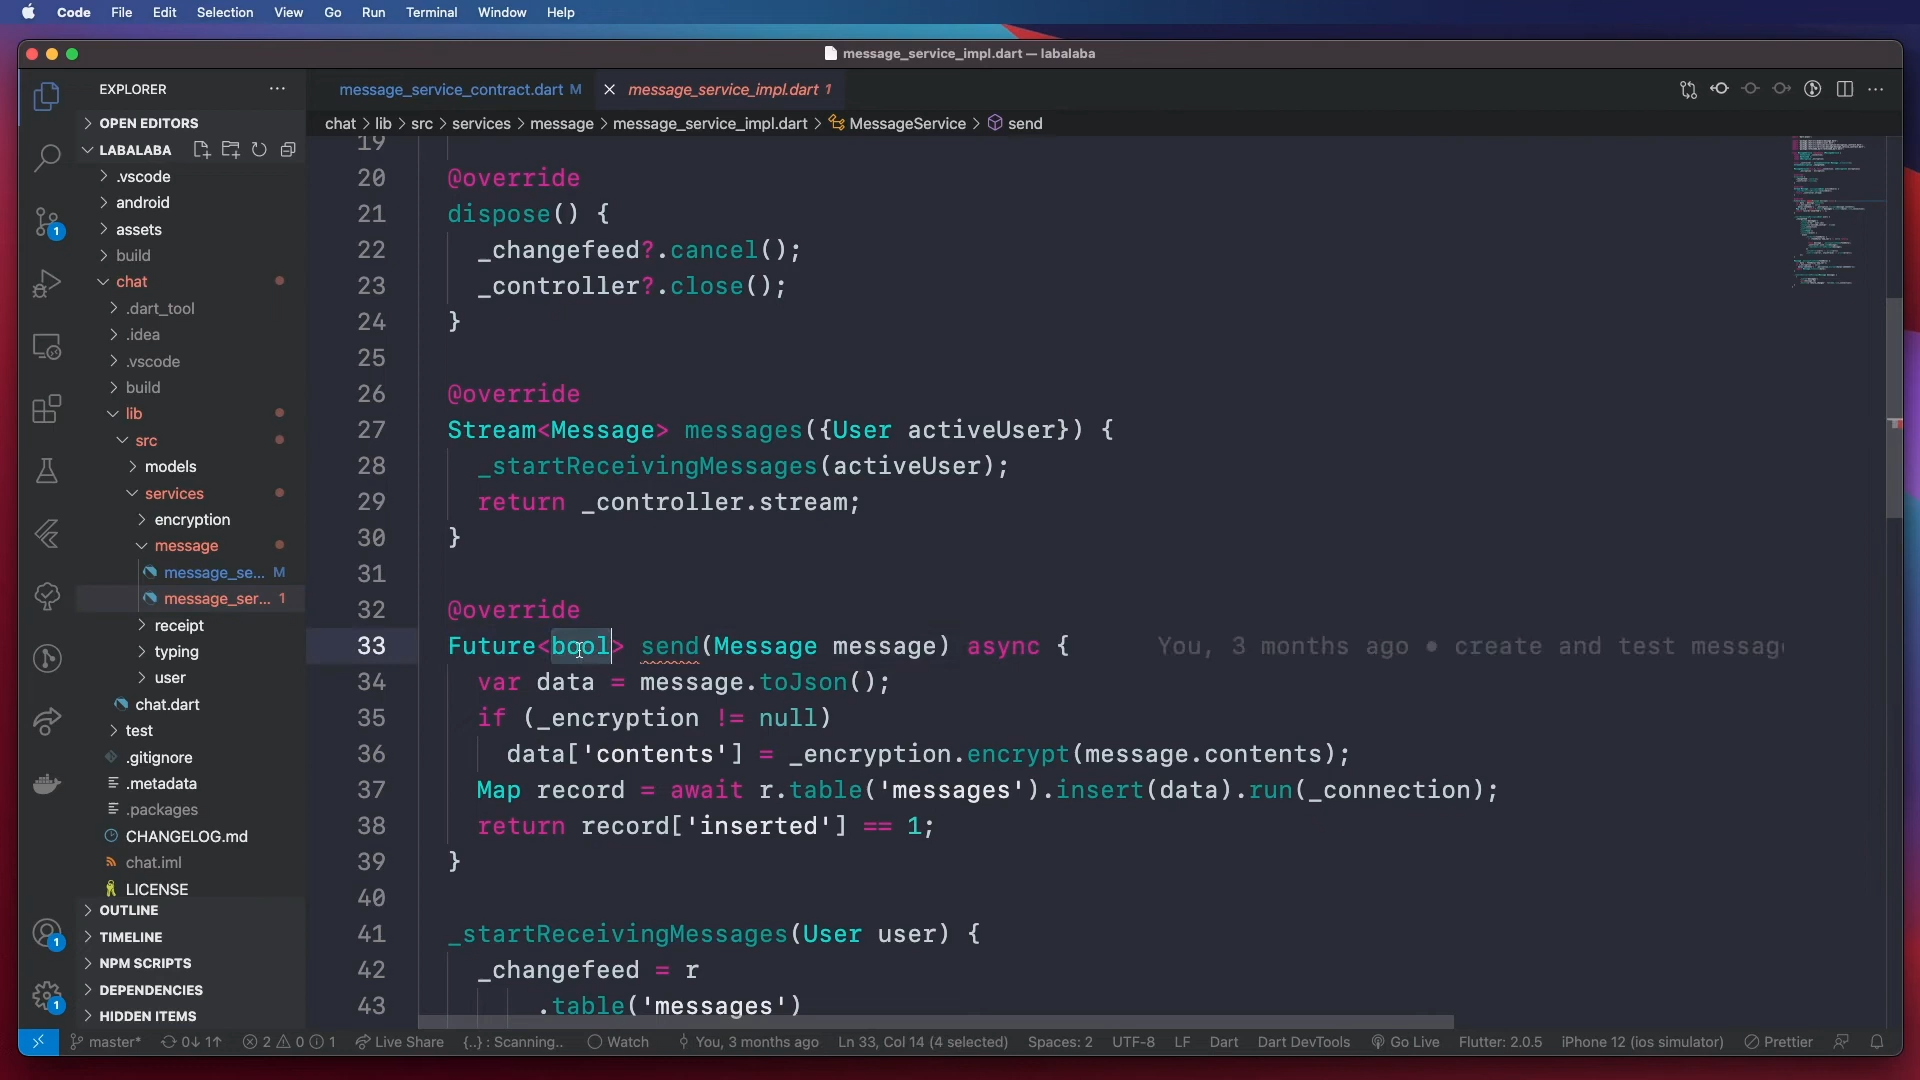 Code File Edit Selection View Go Run Terminal Window Help
message_service_impl.dart — labalaba
EXPLORER
message_service_contract.dart M
message_service_impl.dart 1
OPEN EDITORS
chat > lib > src > services > message > message_service_impl.dart > MessageService > send
LABALABA
.vscode
android
assets
build
chat
.dart_tool
.idea
.vscode
build
lib
src
models
services
encryption
message
message_se... M
message_ser... 1
receipt
typing
user
chat.dart
test
.gitignore
.metadata
.packages
CHANGELOG.md
chat.iml
LICENSE
OUTLINE
TIMELINE
NPM SCRIPTS
DEPENDENCIES
HIDDEN ITEMS
19
20 @override
21 dispose() {
22 _changefeed?.cancel();
23 _controller?.close();
24 }
25
26 @override
27 Stream<Message> messages({User activeUser}) {
28 _startReceivingMessages(activeUser);
29 return _controller.stream;
30 }
31
32 @override
33 Future<bool> send(Message message) async { You, 3 months ago • create and test messag
34 var data = message.toJson();
35 if (_encryption != null)
36 data['contents'] = _encryption.encrypt(message.contents);
37 Map record = await r.table('messages').insert(data).run(_connection);
38 return record['inserted'] == 1;
39 }
40
41 _startReceivingMessages(User user) {
42 _changefeed = r
43 .table('messages')
1
1
1
master* 0↓ 1↑ 2 0 1 Live Share {..} : Scanning.. Watch You, 3 months ago Ln 33, Col 14 (4 selected) Spaces: 2 UTF-8 LF Dart Dart DevTools Go Live Flutter: 2.0.5 iPhone 12 (ios simulator) Prettier